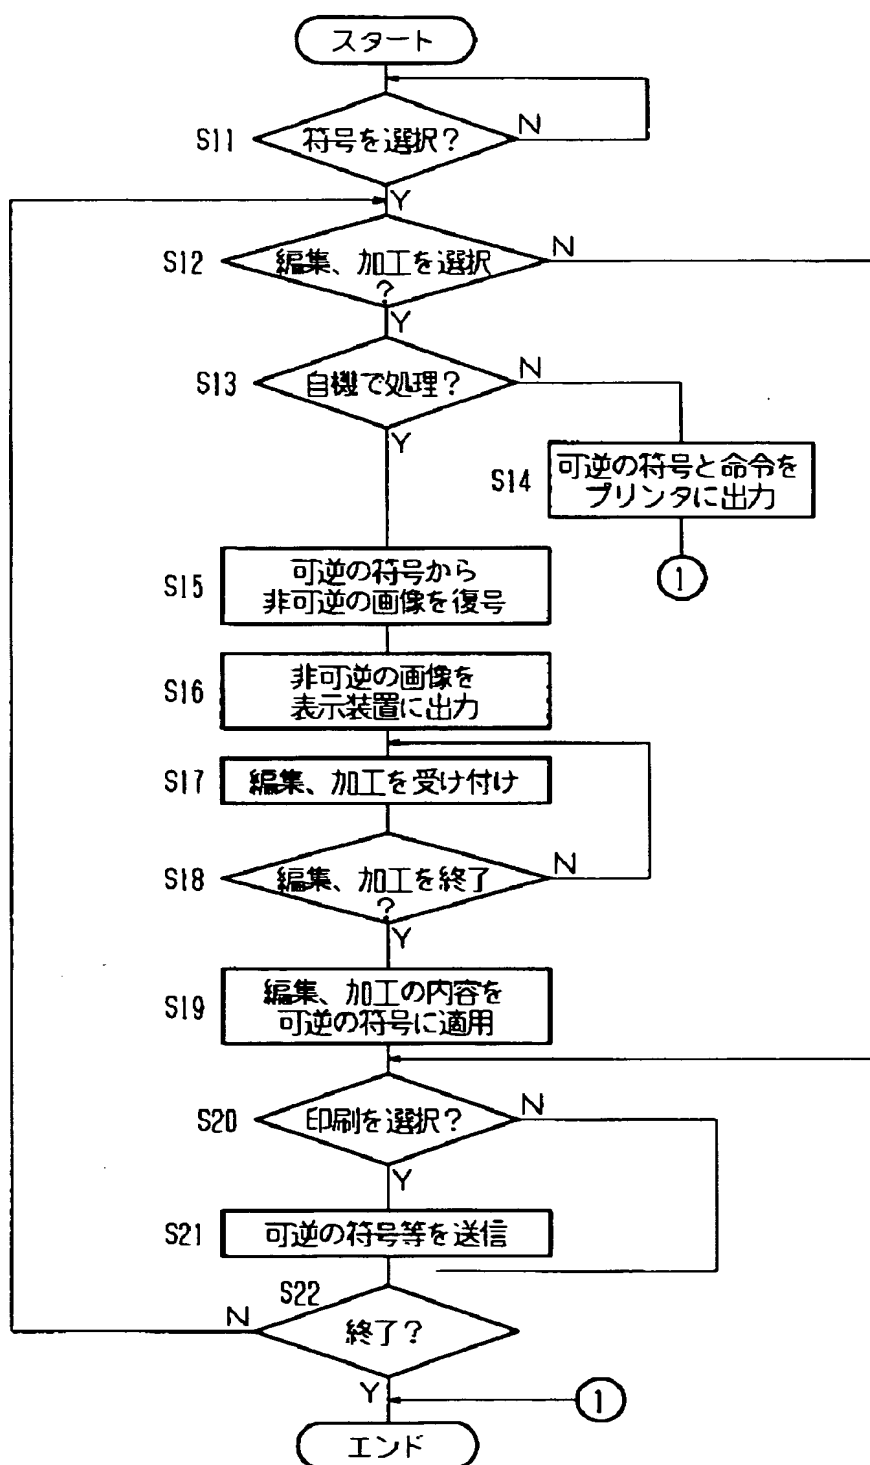 スタート
S11
符号を選択?
N
Y
S12
編集、加工を選択
?
N
Y
S13
自機で処理?
N
Y
S14
可逆の符号と命令を
プリンタに出力
1
S15
可逆の符号から
非可逆の画像を復号
S16
非可逆の画像を
表示装置に出力
S17
編集、加工を受け付け
S18
編集、加工を終了
?
N
Y
S19
編集、加工の内容を
可逆の符号に適用
S20
印刷を選択?
N
Y
S21
可逆の符号等を送信
S22
N
終了?
Y
1
エンド